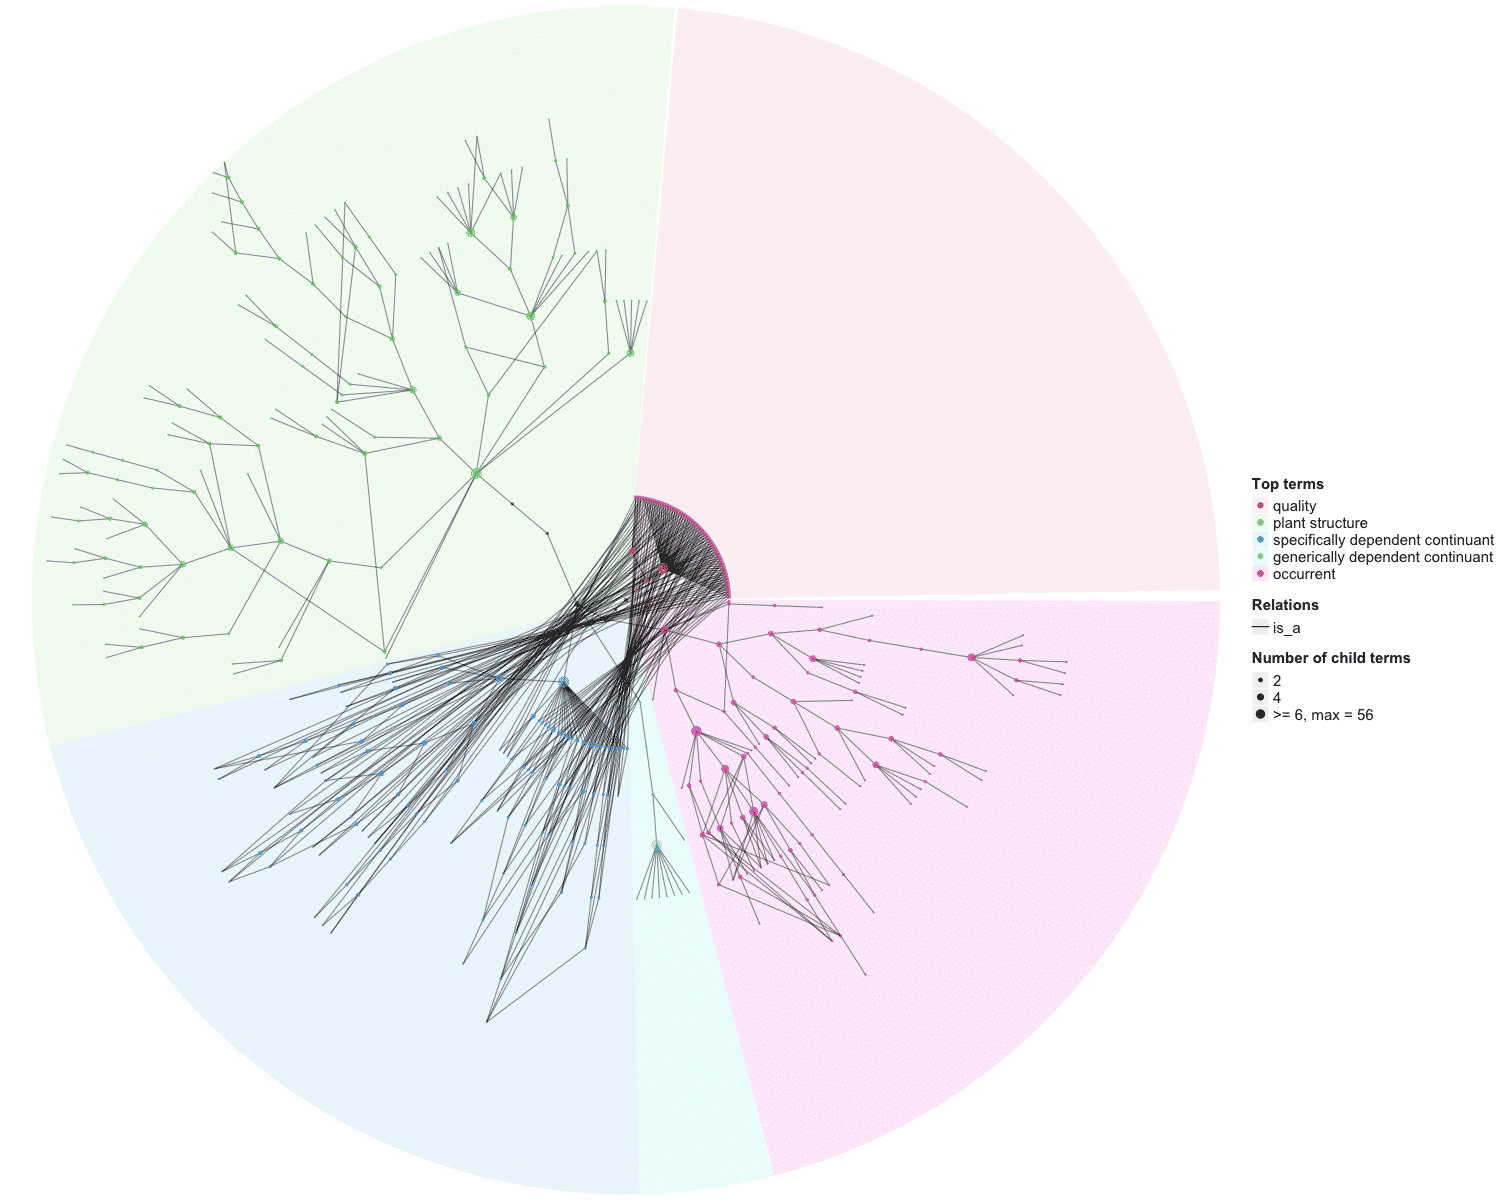 Top terms
quality
plant structure
specifically dependent continuant
generically dependent continuant
occurrent
Relations
is_a
Number of child terms
2
4
>= 6, max = 56